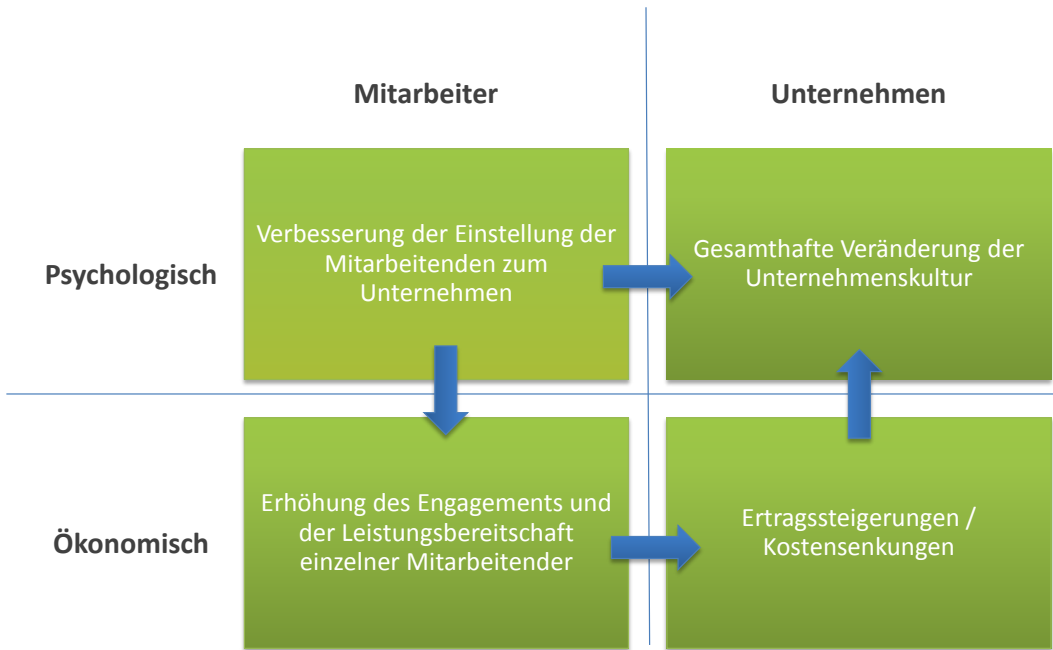 Mitarbeiter
Unternehmen
Psychologisch
Verbesserung der Einstellung der
Mitarbeitenden zum
Unternehmen
Gesamthafte Veränderung der
Unternehmenskultur
Ökonomisch
Erhöhung des Engagements und
der Leistungsbereitschaft
einzelner Mitarbeitender
Ertragssteigerungen /
Kostensenkungen